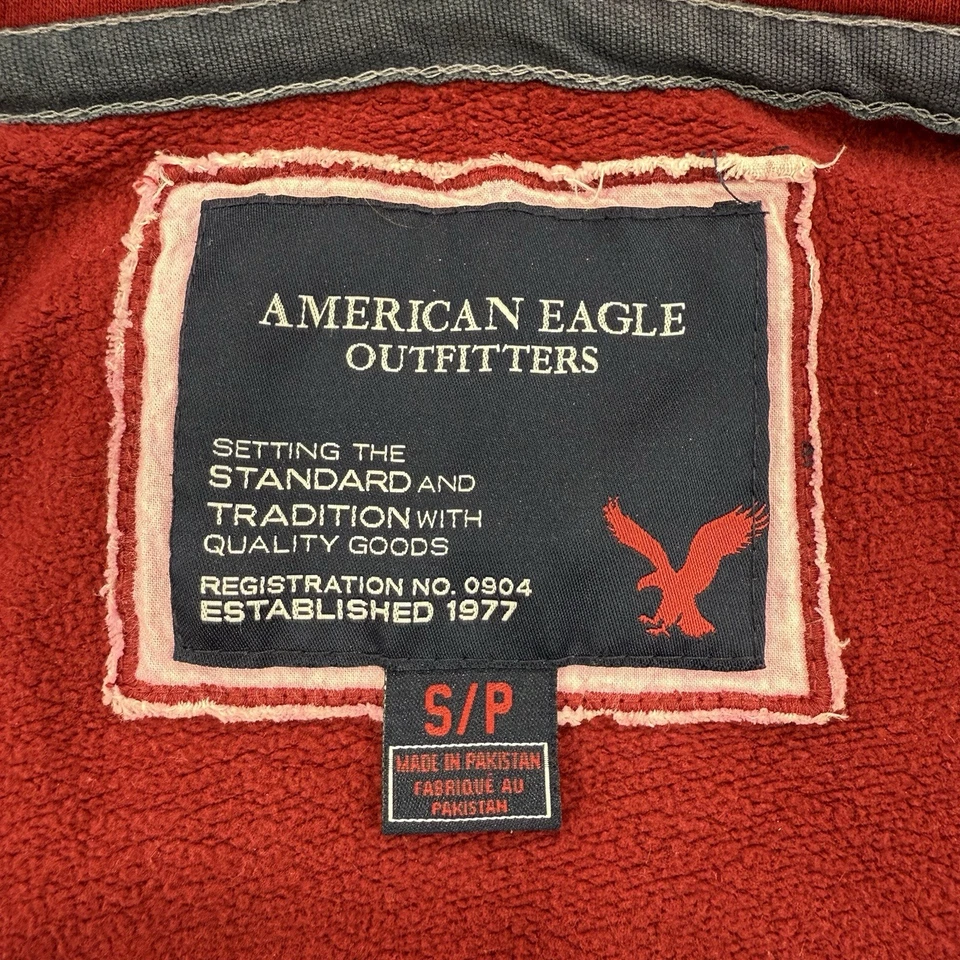 AMERICAN EAGLE
OUTFITTERS
SETTING THE
STANDARD AND
TRADITION WITH
QUALITY GOODS
REGISTRATION NO. 0904
ESTABLISHED 1977
S/P
MADE IN PAKISTAN
FABRIQUÉ AU
PAKISTAN